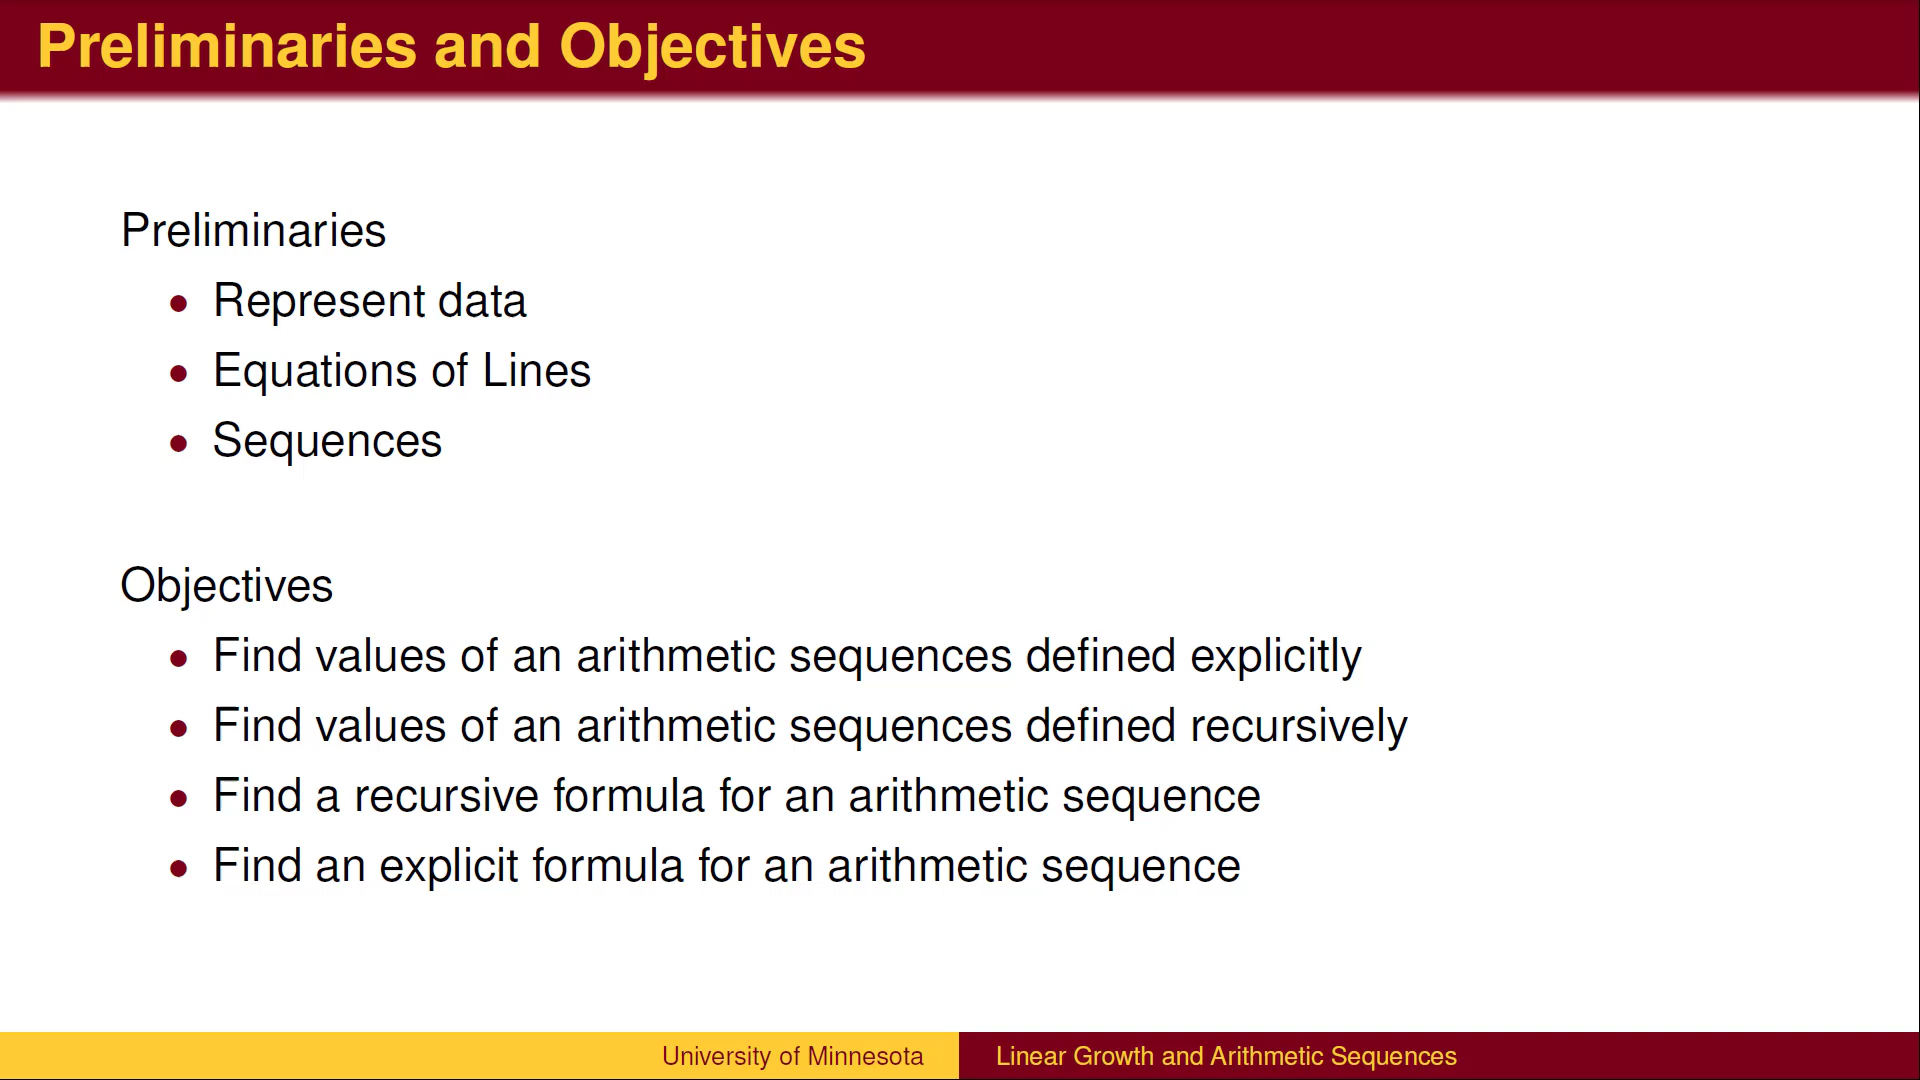 Preliminaries and Objectives
Preliminaries
• Represent data
• Equations of Lines
• Sequences
Objectives
• Find values of an arithmetic sequences defined explicitly
• Find values of an arithmetic sequences defined recursively
• Find a recursive formula for an arithmetic sequence
• Find an explicit formula for an arithmetic sequence
University of Minnesota
Linear Growth and Arithmetic Sequences